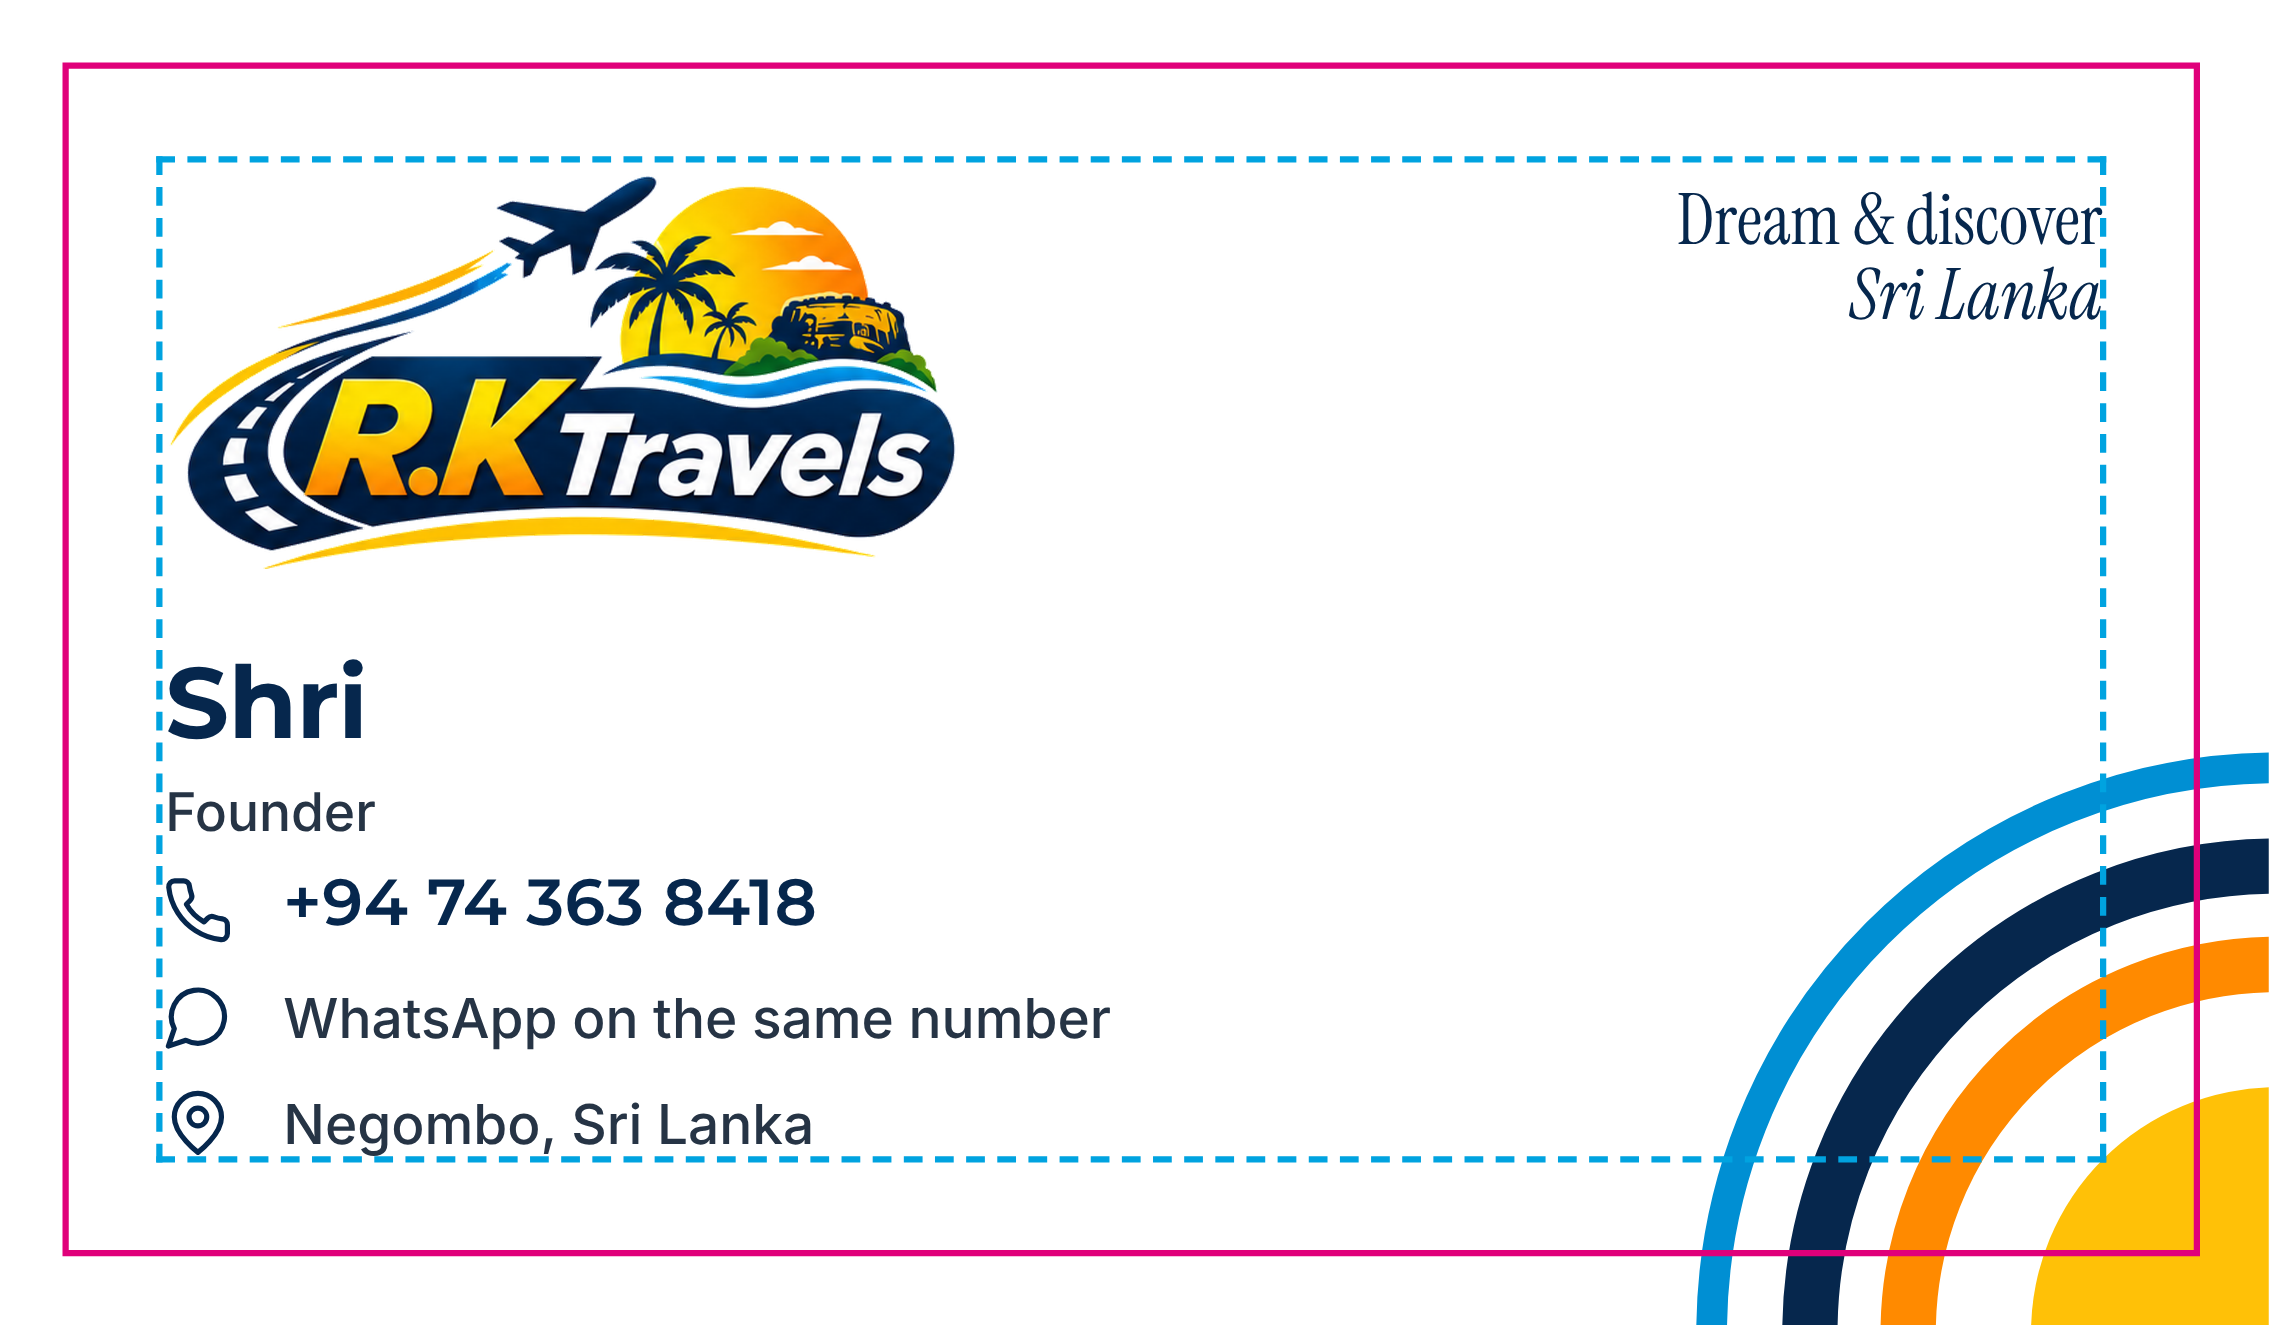 R.K Travels
Dream & discover
Sri Lanka
Shri
Founder
+94 74 363 8418
WhatsApp on the same number
Negombo, Sri Lanka